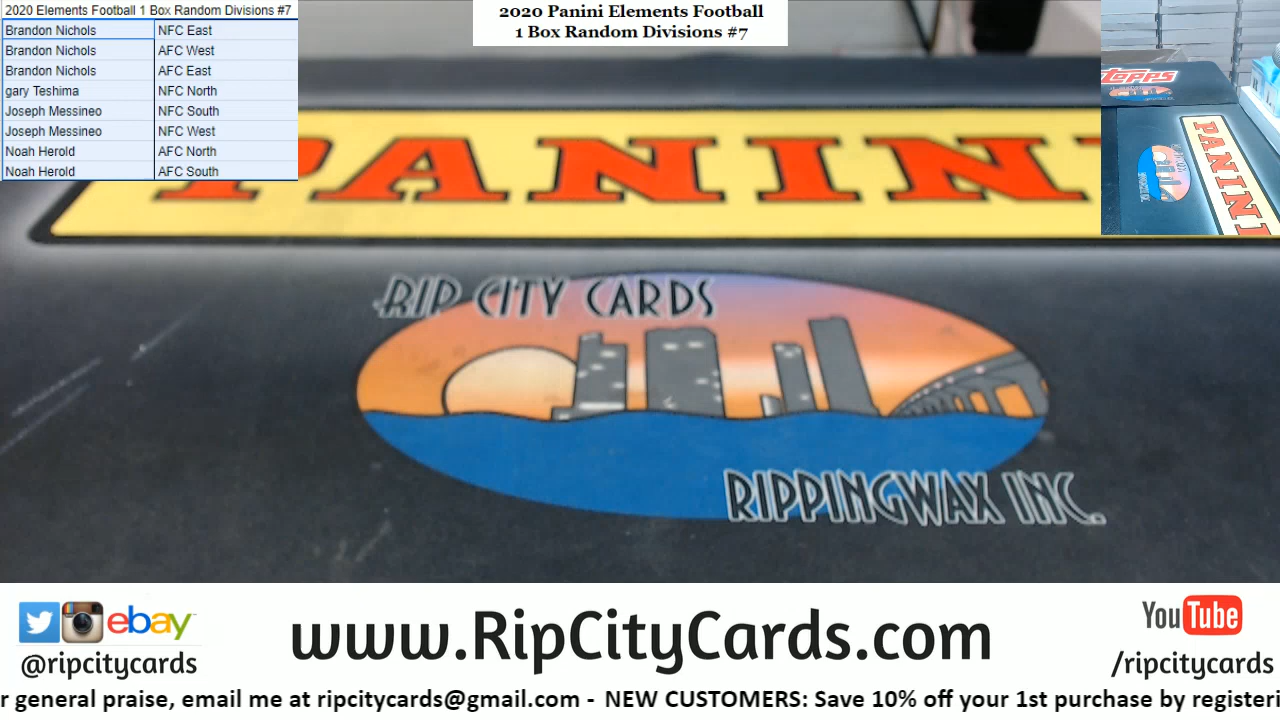 2020 Elements Football 1 Box Random Divisions #7
Brandon Nichols NFC East
Brandon Nichols AFC West
Brandon Nichols AFC East
gary Teshima NFC North
Joseph Messineo NFC South
Joseph Messineo NFC West
Noah Herold AFC North
Noah Herold AFC South
2020 Panini Elements Football
1 Box Random Divisions #7
topps
PANINI
PANINI
RIP CITY CARDS
RIPPINGWAX INC.
ebay
@ripcitycards
www.RipCityCards.com
YouTube
/ripcitycards
r general praise, email me at ripcitycards@gmail.com - NEW CUSTOMERS: Save 10% off your 1st purchase by registeri